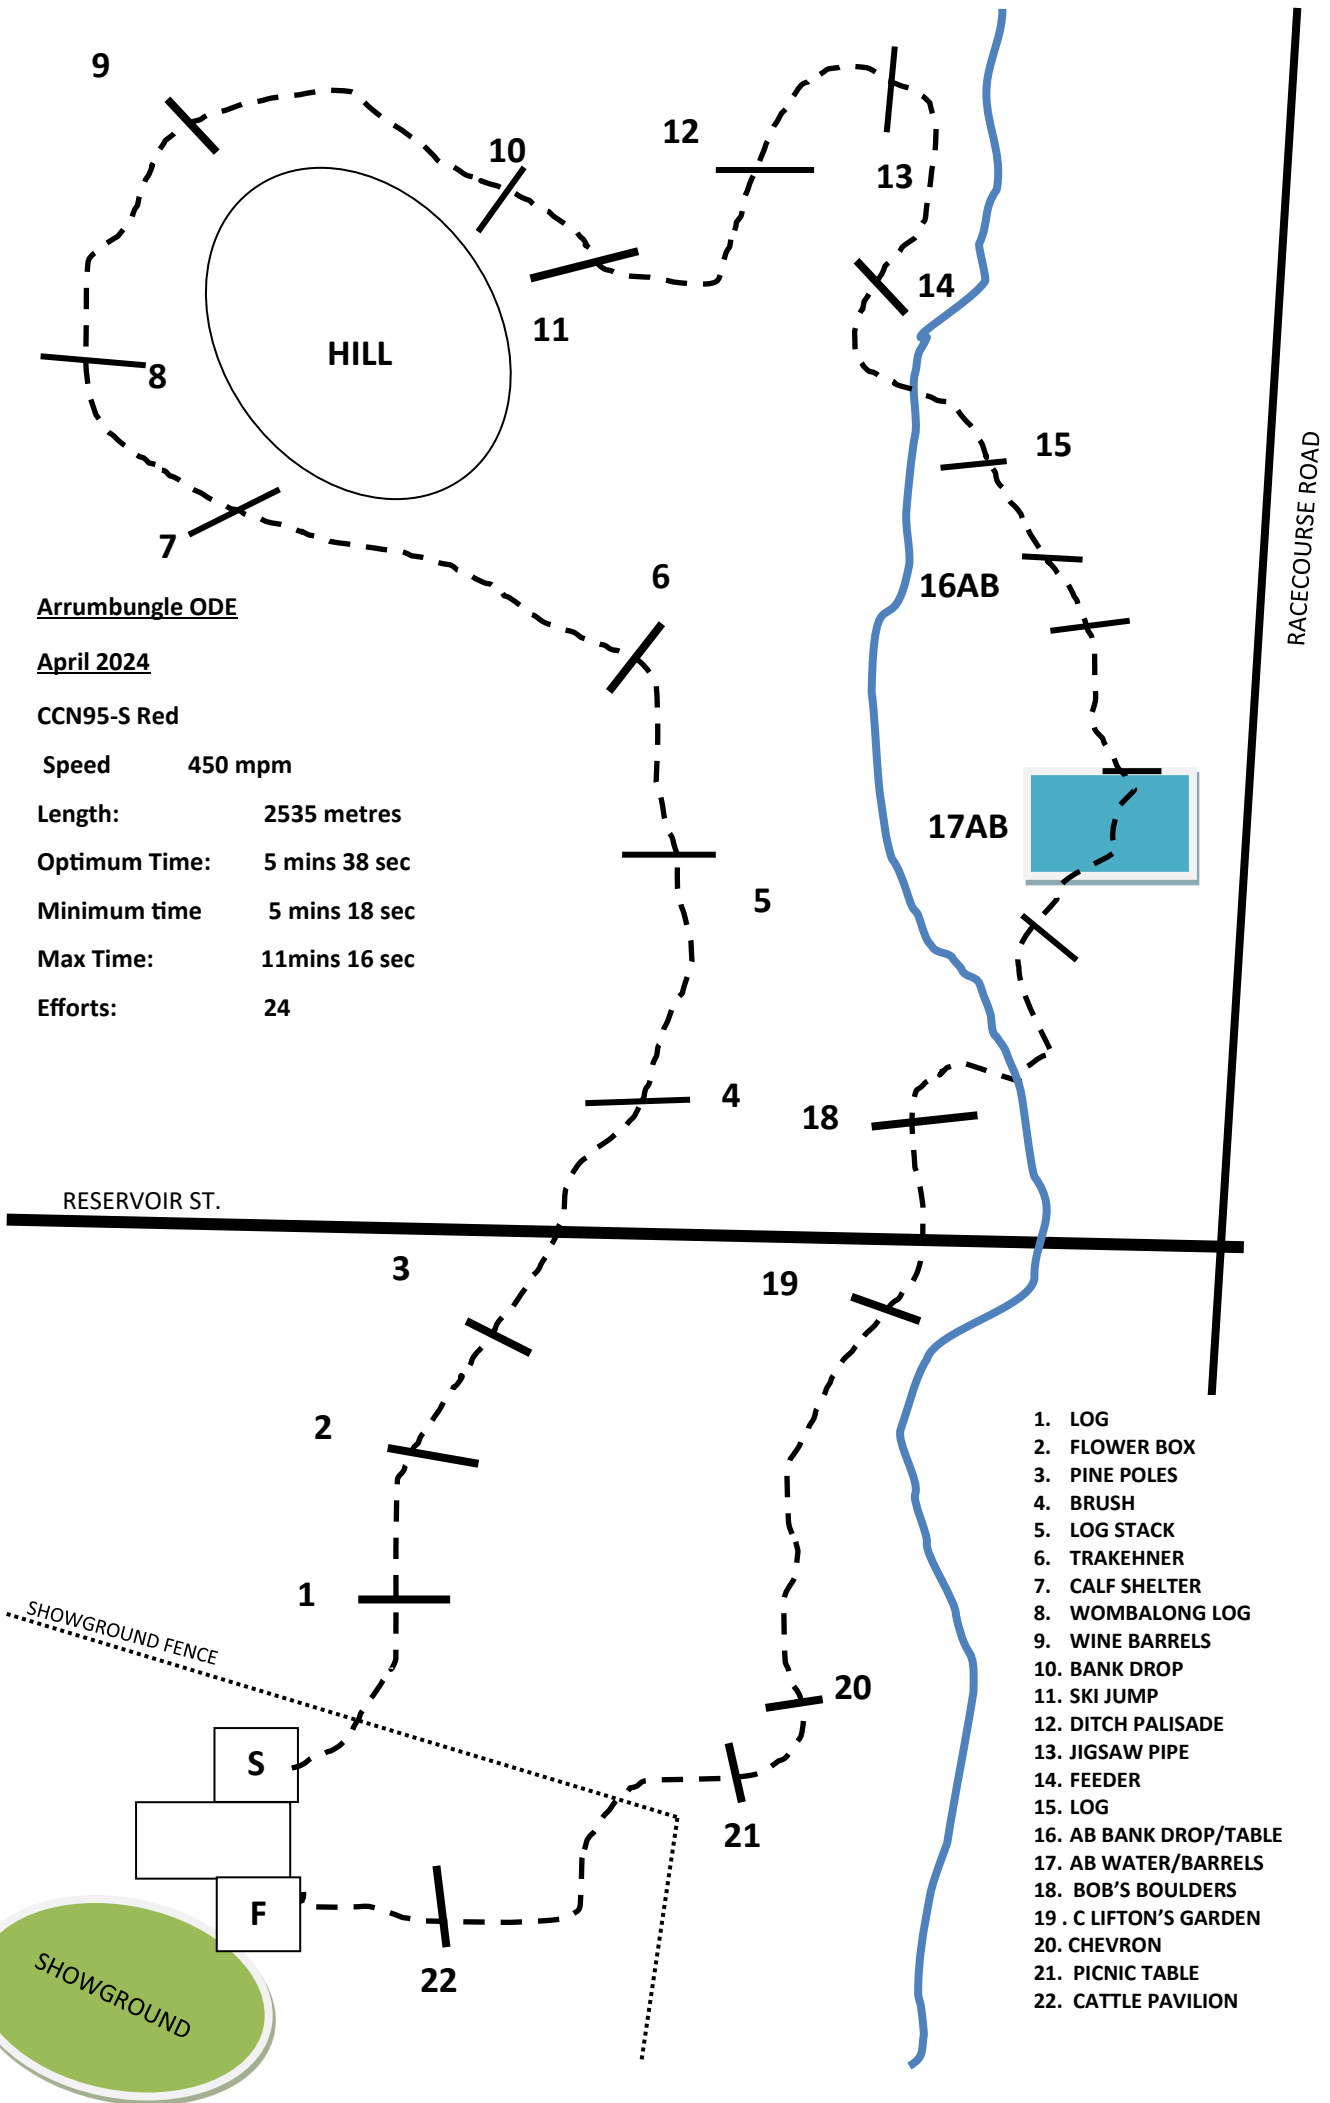 9
10
12
13
14
11
HILL
8
15
7
6
16AB
RACECOURSE ROAD
Arrumbungle ODE
April 2024
CCN95-S Red
Speed 450 mpm
Length: 2535 metres
Optimum Time: 5 mins 38 sec
Minimum time 5 mins 18 sec
Max Time: 11mins 16 sec
Efforts: 24
17AB
5
4
18
RESERVOIR ST.
3
19
2
1
SHOWGROUND FENCE
20
S
21
F
22
SHOWGROUND
1. LOG
2. FLOWER BOX
3. PINE POLES
4. BRUSH
5. LOG STACK
6. TRAKEHNER
7. CALF SHELTER
8. WOMBALONG LOG
9. WINE BARRELS
10. BANK DROP
11. SKI JUMP
12. DITCH PALISADE
13. JIGSAW PIPE
14. FEEDER
15. LOG
16. AB BANK DROP/TABLE
17. AB WATER/BARRELS
18. BOB'S BOULDERS
19 . C LIFTON'S GARDEN
20. CHEVRON
21. PICNIC TABLE
22. CATTLE PAVILION